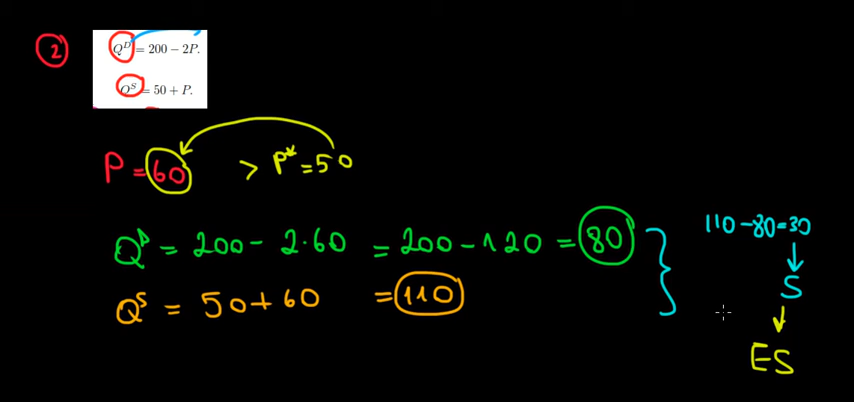 2
Q^D = 200 − 2P.
Q^S = 50 + P.
P = 60 > P* = 50
Q^D = 200 - 2·60 = 200 - 120 = 80
Q^S = 50 + 60 = 110
110 - 80 = 30
S
ES